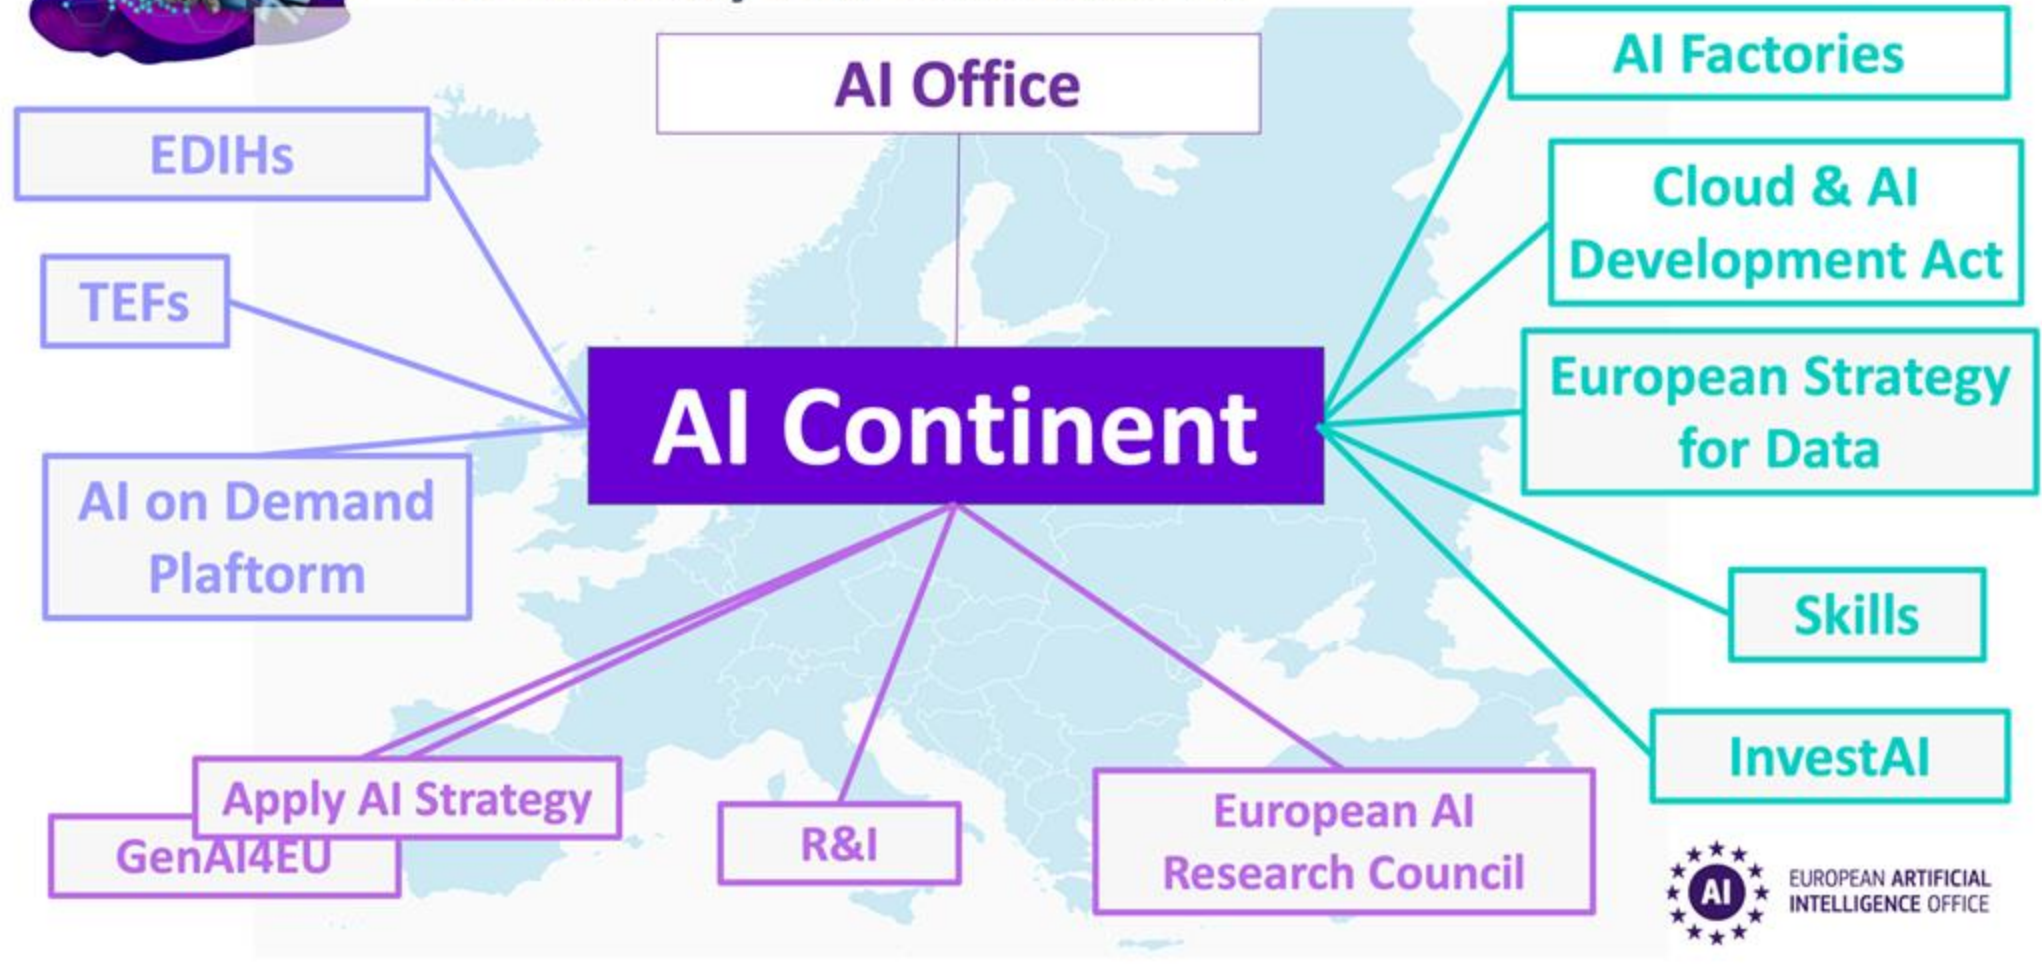 AI Office
AI Factories
EDIHs
Cloud & AI
Development Act
TEFs
European Strategy
for Data
AI Continent
AI on Demand
Plaftorm
Skills
InvestAI
Apply AI Strategy
GenAI4EU
R&I
European AI
Research Council
AI
EUROPEAN ARTIFICIAL
INTELLIGENCE OFFICE